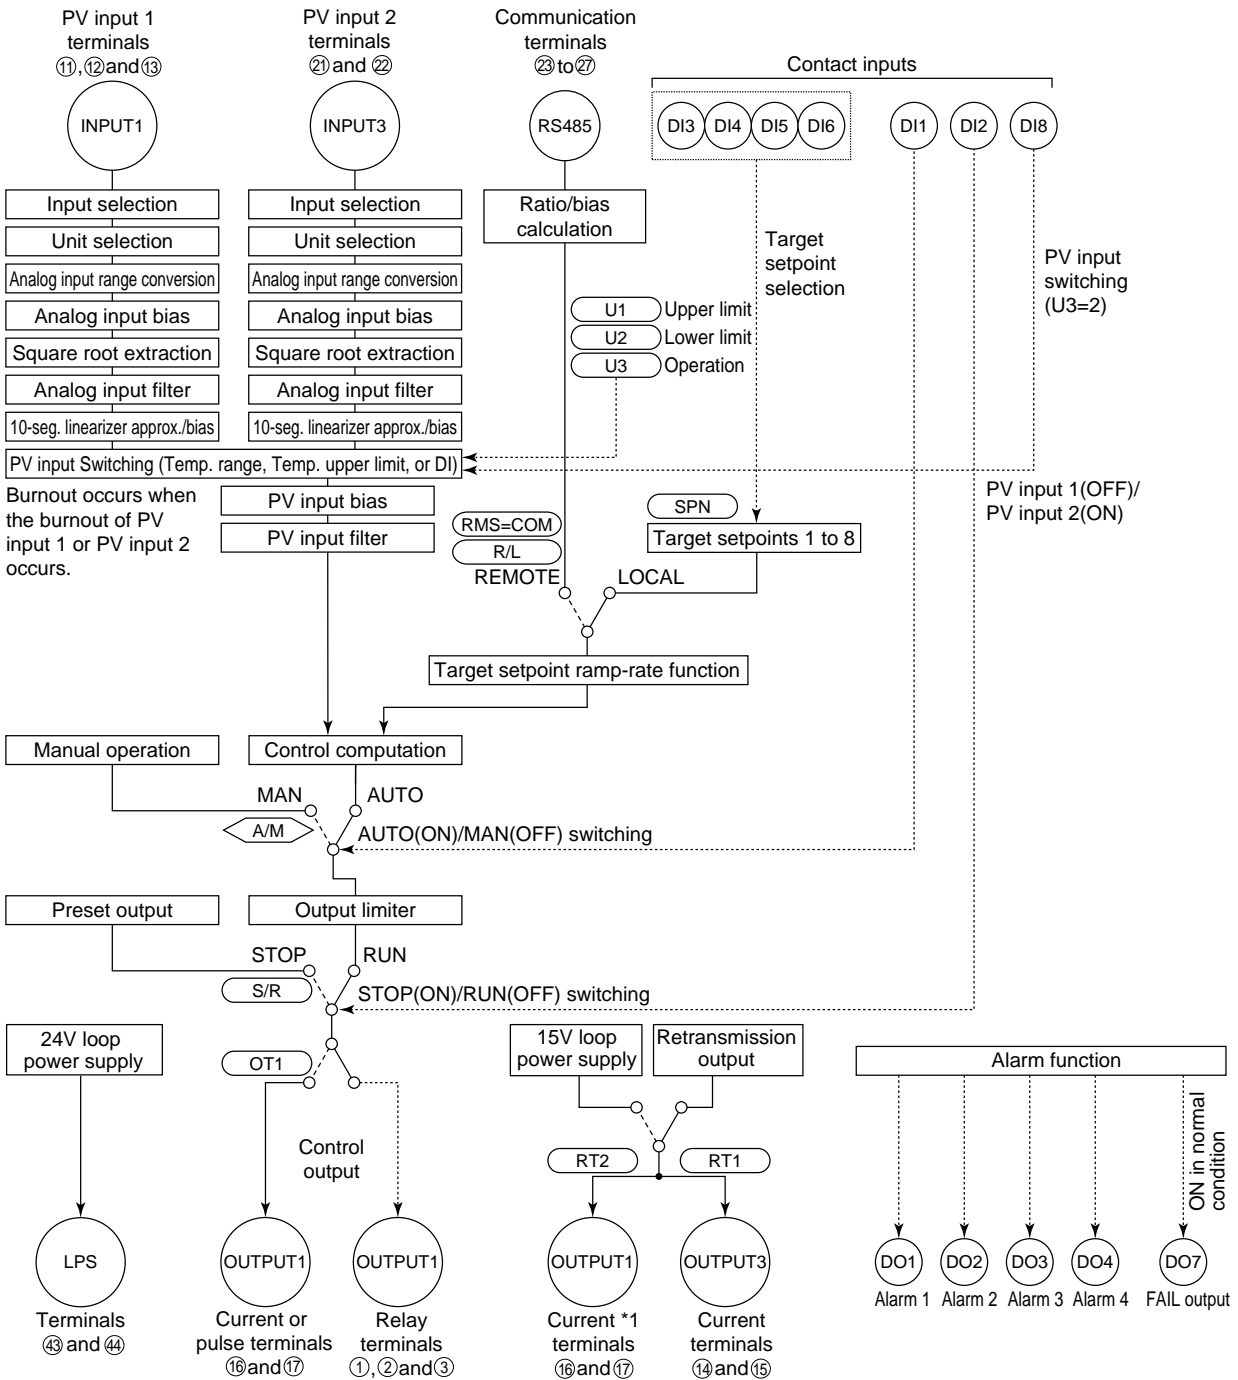 PV input 1
terminals
⑪,⑫and⑬
PV input 2
terminals
㉑and ㉒
Communication
terminals
㉓to㉗
Contact inputs
INPUT1
INPUT3
RS485
DI3
DI4
DI5
DI6
DI1
DI2
DI8
Input selection
Unit selection
Analog input range conversion
Analog input bias
Square root extraction
Analog input filter
10-seg. linearizer approx./bias
Input selection
Unit selection
Analog input range conversion
Analog input bias
Square root extraction
Analog input filter
10-seg. linearizer approx./bias
Ratio/bias
calculation
Target
setpoint
selection
PV input
switching
(U3=2)
U1 Upper limit
U2 Lower limit
U3 Operation
PV input Switching (Temp. range, Temp. upper limit, or DI)
Burnout occurs when
the burnout of PV
input 1 or PV input 2
occurs.
PV input bias
PV input filter
PV input 1(OFF)/
PV input 2(ON)
SPN
RMS=COM
R/L
Target setpoints 1 to 8
REMOTE
LOCAL
Target setpoint ramp-rate function
Manual operation
Control computation
MAN
AUTO
A/M
AUTO(ON)/MAN(OFF) switching
Preset output
Output limiter
STOP
RUN
S/R
STOP(ON)/RUN(OFF) switching
24V loop
power supply
OT1
15V loop
power supply
Retransmission
output
Alarm function
Control
output
RT2
RT1
ON in normal
condition
LPS
OUTPUT1
OUTPUT1
OUTPUT1
OUTPUT3
DO1
DO2
DO3
DO4
DO7
Alarm 1
Alarm 2
Alarm 3
Alarm 4
FAIL output
Terminals
㊸and ㊹
Current or
pulse terminals
⑯and⑰
Relay
terminals
①,②and③
Current *1
terminals
⑯and⑰
Current
terminals
⑭and⑮